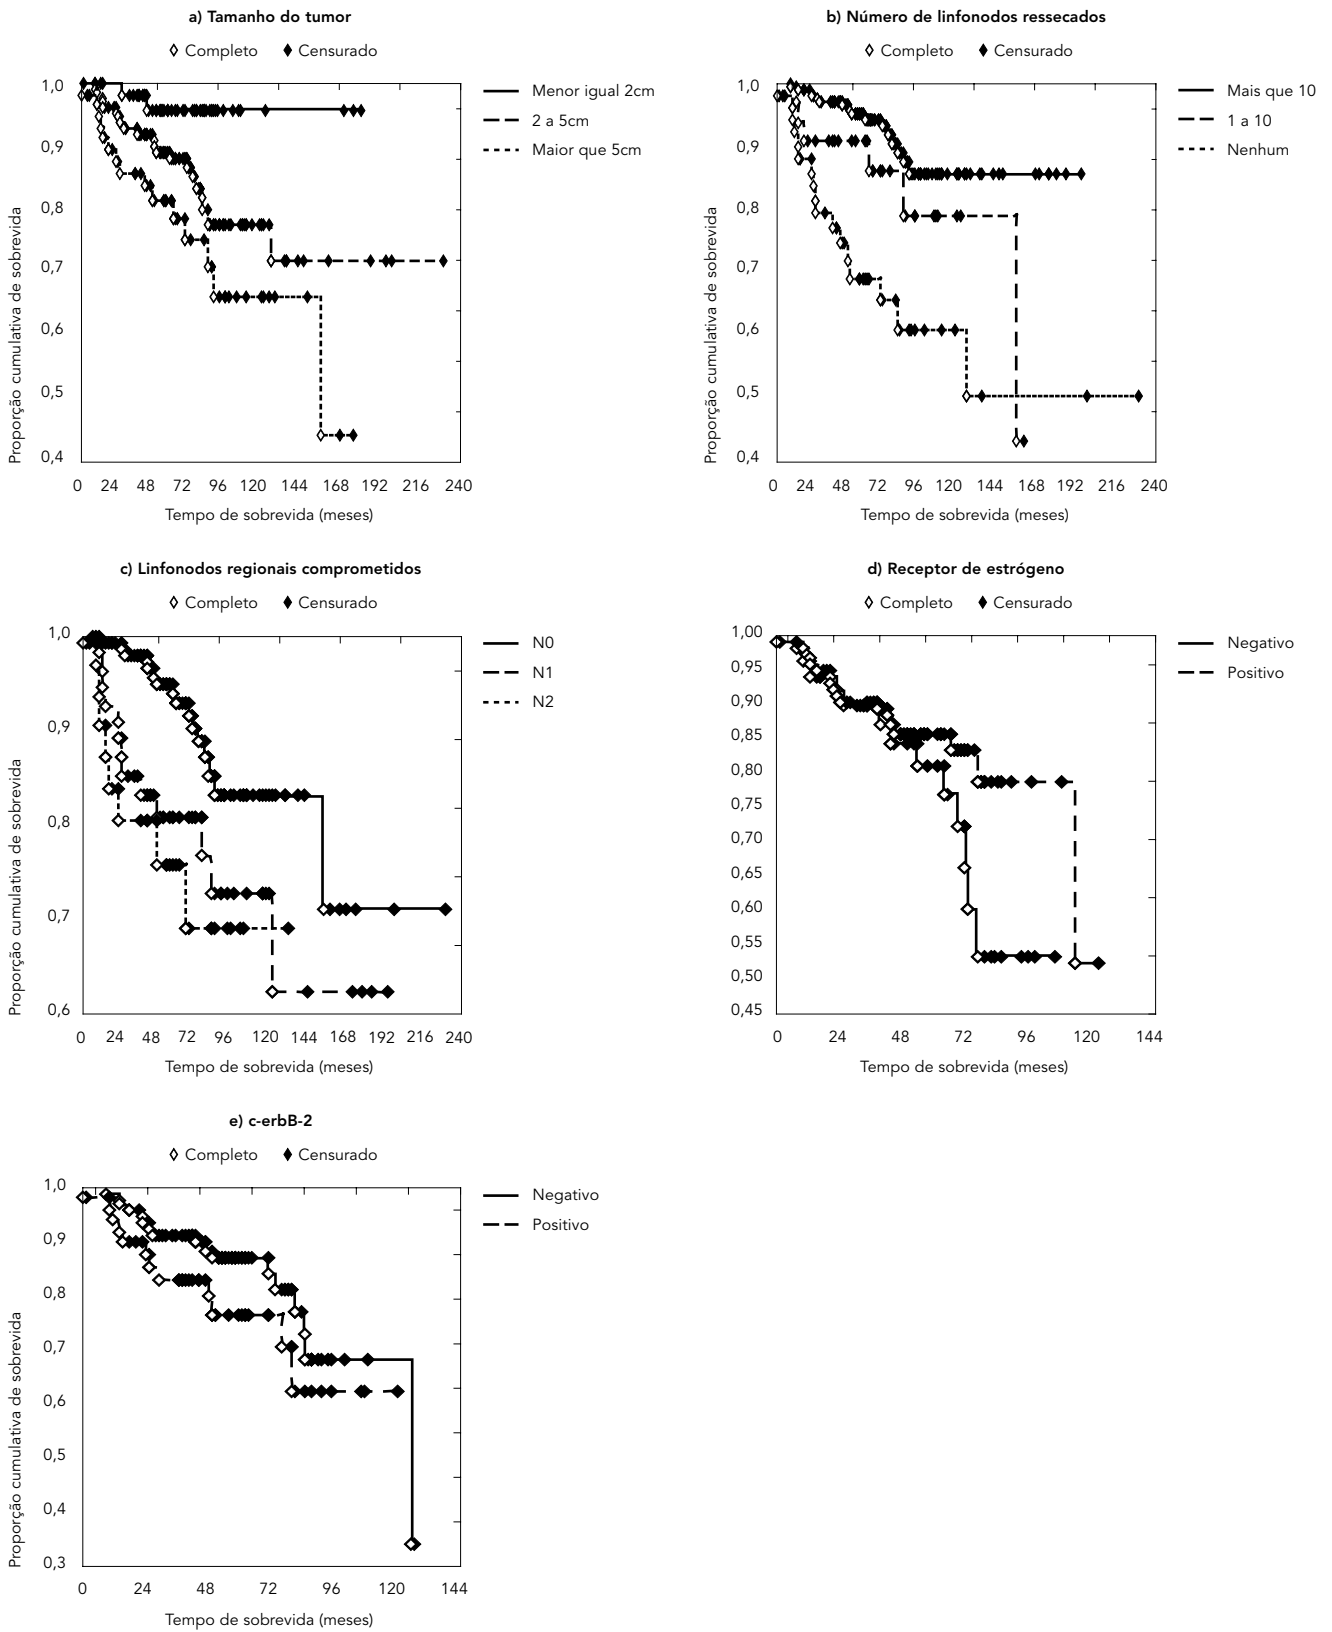 a) Tamanho do tumor
Completo Censurado
Proporção cumulativa de sobrevida
1,0
0,9
0,8
0,7
0,6
0,5
0,4
0 24 48 72 96 120 144 168 192 216 240
Tempo de sobrevida (meses)
Menor igual 2cm
2 a 5cm
Maior que 5cm
b) Número de linfonodos ressecados
Completo Censurado
Proporção cumulativa de sobrevida
1,0
0,9
0,8
0,7
0,6
0,5
0,4
0 24 48 72 96 120 144 168 192 216 240
Tempo de sobrevida (meses)
Mais que 10
1 a 10
Nenhum
c) Linfonodos regionais comprometidos
Completo Censurado
Proporção cumulativa de sobrevida
1,0
0,9
0,8
0,7
0,6
0 24 48 72 96 120 168 192 216 240
Tempo de sobrevida (meses)
N0
N1
N2
d) Receptor de estrógeno
Completo Censurado
Proporção cumulativa de sobrevida
1,00
0,95
0,90
0,85
0,80
0,75
0,70
0,65
0,60
0,55
0,50
0,45
0 24 48 72 96 120 144
Tempo de sobrevida (meses)
Negativo
Positivo
e) c-erbB-2
Completo Censurado
Proporção cumulativa de sobrevida
1,0
0,9
0,8
0,7
0,6
0,5
0,4
0,3
0 24 48 72 96 120 144
Tempo de sobrevida (meses)
Negativo
Positivo